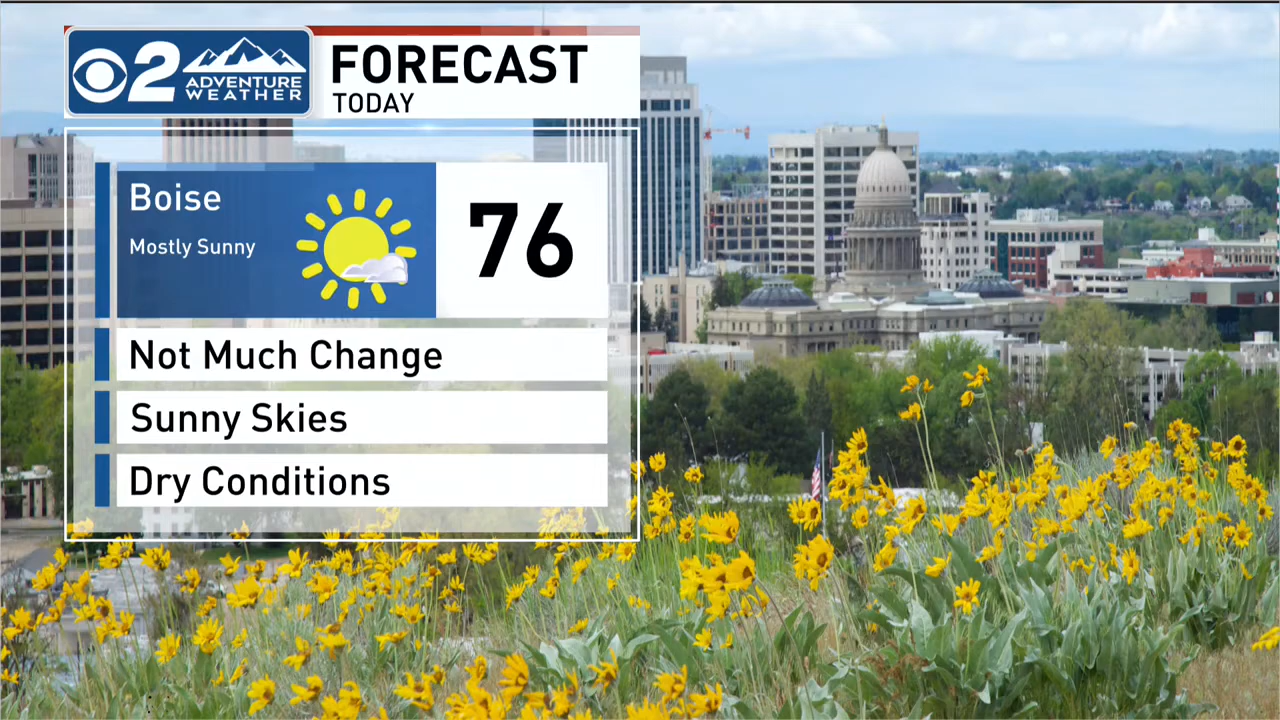 2 ADVENTURE
WEATHER
FORECAST
TODAY
Boise
Mostly Sunny
76
Not Much Change
Sunny Skies
Dry Conditions